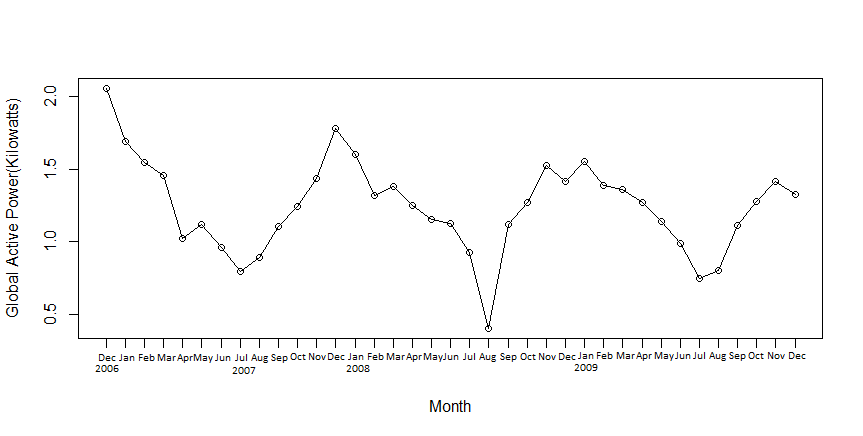 Global Active Power(Kilowatts)
2.0
1.5
1.0
0.5
Dec Jan Feb Mar Apr May Jun Jul Aug Sep Oct Nov Dec Jan Feb Mar Apr May Jun Jul Aug Sep Oct Nov Dec Jan Feb Mar Apr May Jun Jul Aug Sep Oct Nov Dec
2006 2007 2008 2009
Month